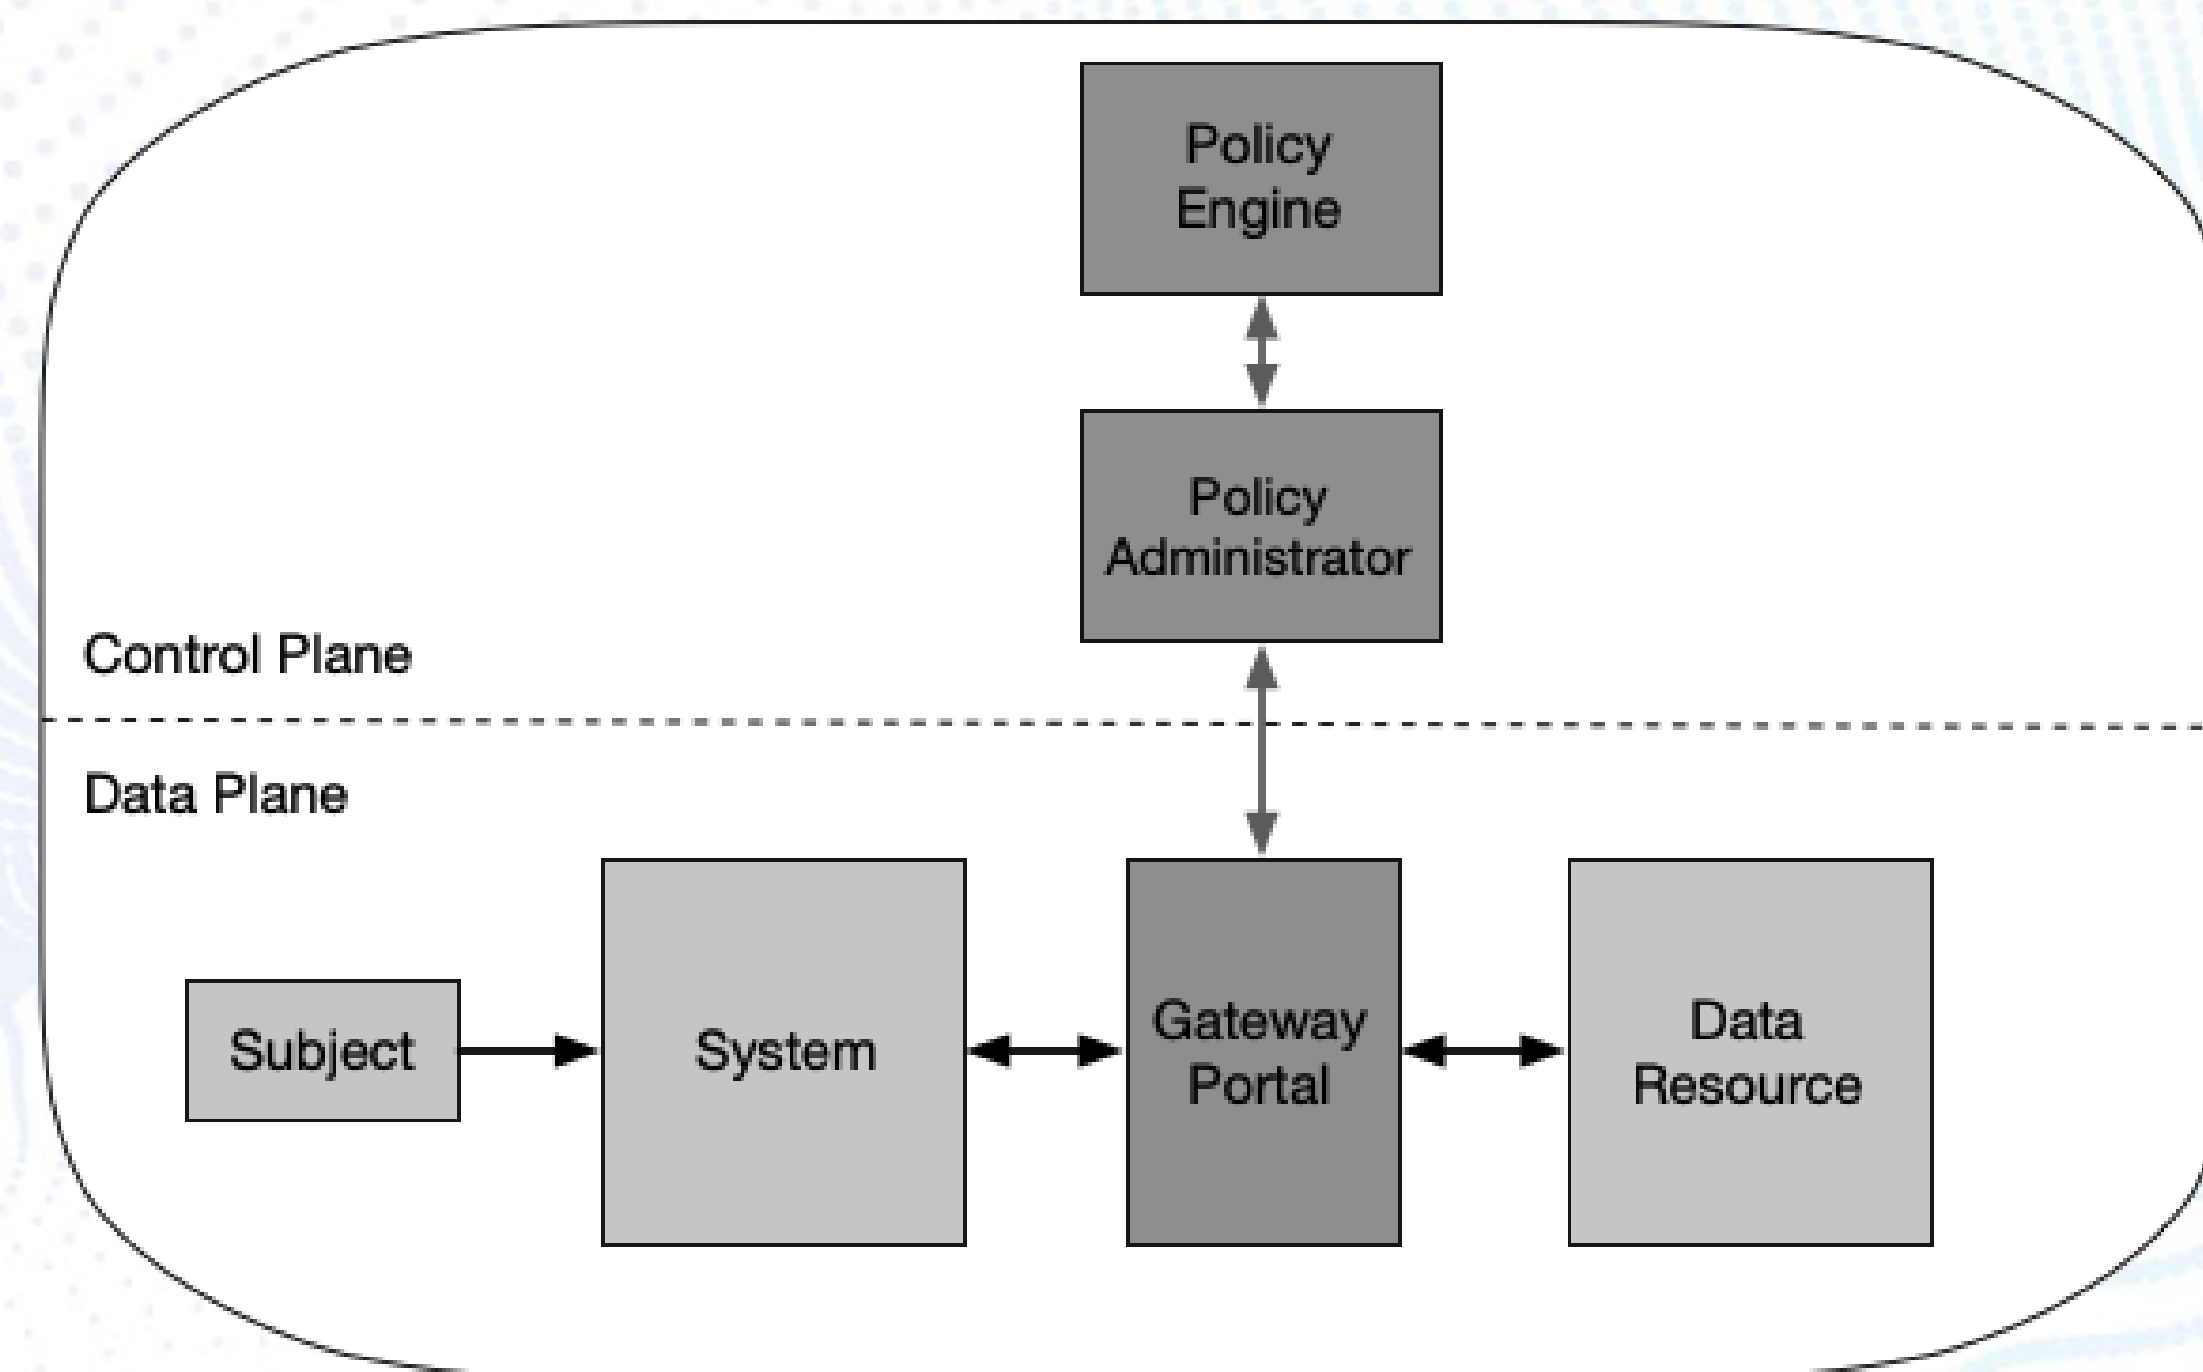 Policy
Engine
Policy
Administrator
Control Plane
Data Plane
Subject
System
Gateway
Portal
Data
Resource